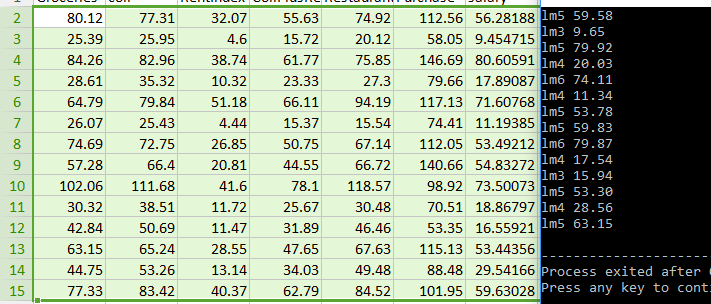 2 80.12 77.31 32.07 55.63 74.92 112.56 56.28188 lm5 59.58
3 25.39 25.95 4.6 15.72 20.12 58.05 9.454715 lm3 9.65
4 84.26 82.96 38.74 61.77 75.85 146.69 80.60591 lm5 79.92
5 28.61 35.32 10.32 23.33 27.3 79.66 17.89087 lm4 20.03
6 64.79 79.84 51.18 66.11 94.19 117.13 71.60768 lm6 74.11
7 26.07 25.43 4.44 15.37 15.54 74.41 11.19385 lm4 11.34
8 74.69 72.75 26.85 50.75 67.14 112.05 53.49212 lm5 53.78
9 57.28 66.4 20.81 44.55 66.72 140.66 54.83272 lm5 59.83
10 102.06 111.68 41.6 78.1 118.57 98.92 73.50073 lm6 79.87
11 30.32 38.51 11.72 25.67 30.48 70.51 18.86797 lm4 17.54
12 42.84 50.69 11.47 31.89 46.46 53.35 16.55921 lm3 15.94
13 63.15 65.24 28.55 47.65 67.63 115.13 53.44356 lm5 53.30
14 44.75 53.26 13.14 34.03 49.48 88.48 29.54166 lm4 28.56
15 77.33 83.42 40.37 62.79 84.52 101.95 59.63028 lm5 63.15
--------------------
Process exited after
Press any key to conti